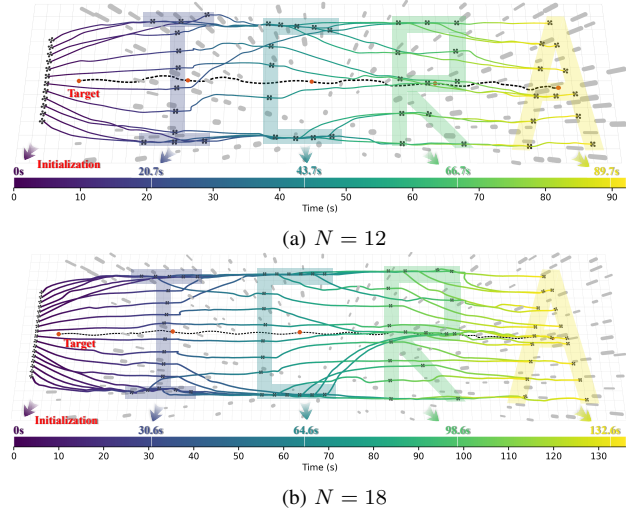 Target
Initialization
0s 20.7s 43.7s 66.7s 89.7s
0 10 20 30 40 50 60 70 80 90
Time (s)
(a) N = 12
Target
Initialization
0s 30.6s 64.6s 98.6s 132.6s
0 10 20 30 40 50 60 70 80 90 100 110 120 130
Time (s)
(b) N = 18